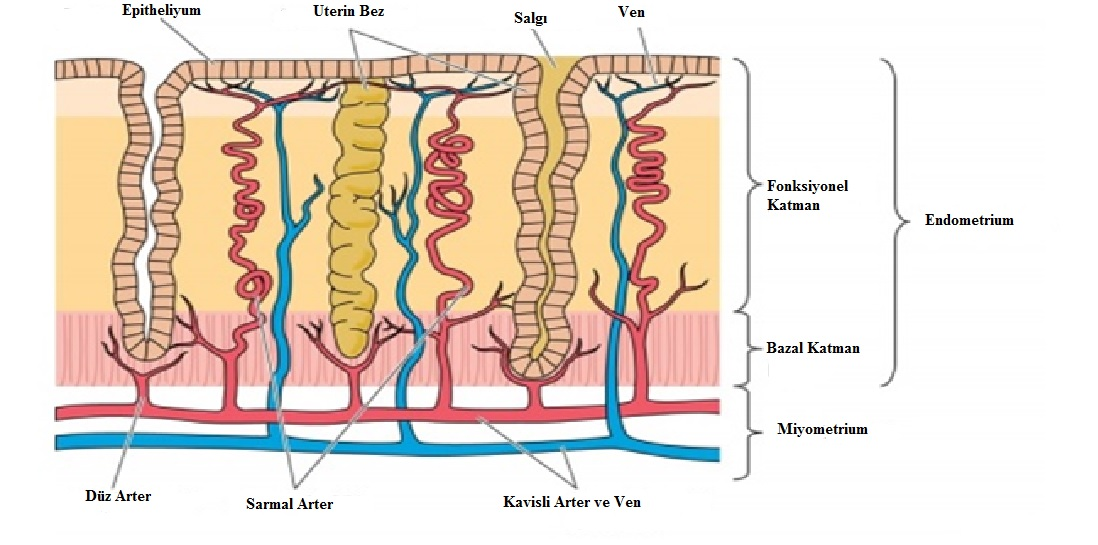 Epitheliyum
Uterin Bez
Salgı
Ven
Fonksiyonel
Katman
Endometrium
Bazal Katman
Miyometrium
Düz Arter
Sarmal Arter
Kavisli Arter ve Ven